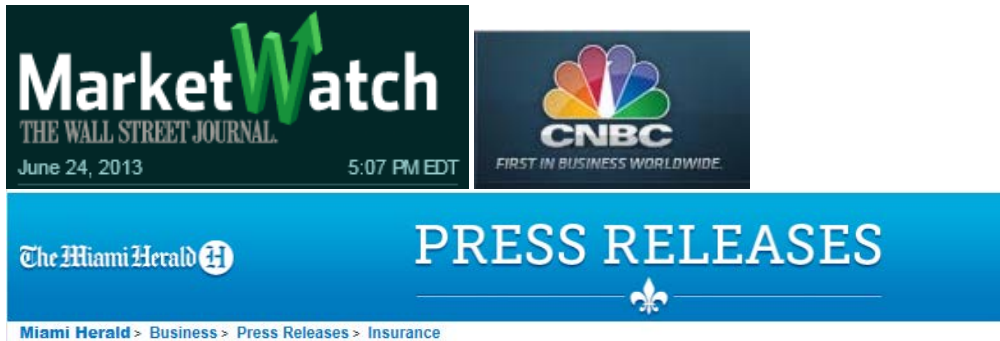 MarketWatch
THE WALL STREET JOURNAL.
June 24, 2013 5:07 PM EDT
CNBC
FIRST IN BUSINESS WORLDWIDE.
The Miami Herald H
PRESS RELEASES
Miami Herald > Business > Press Releases > Insurance